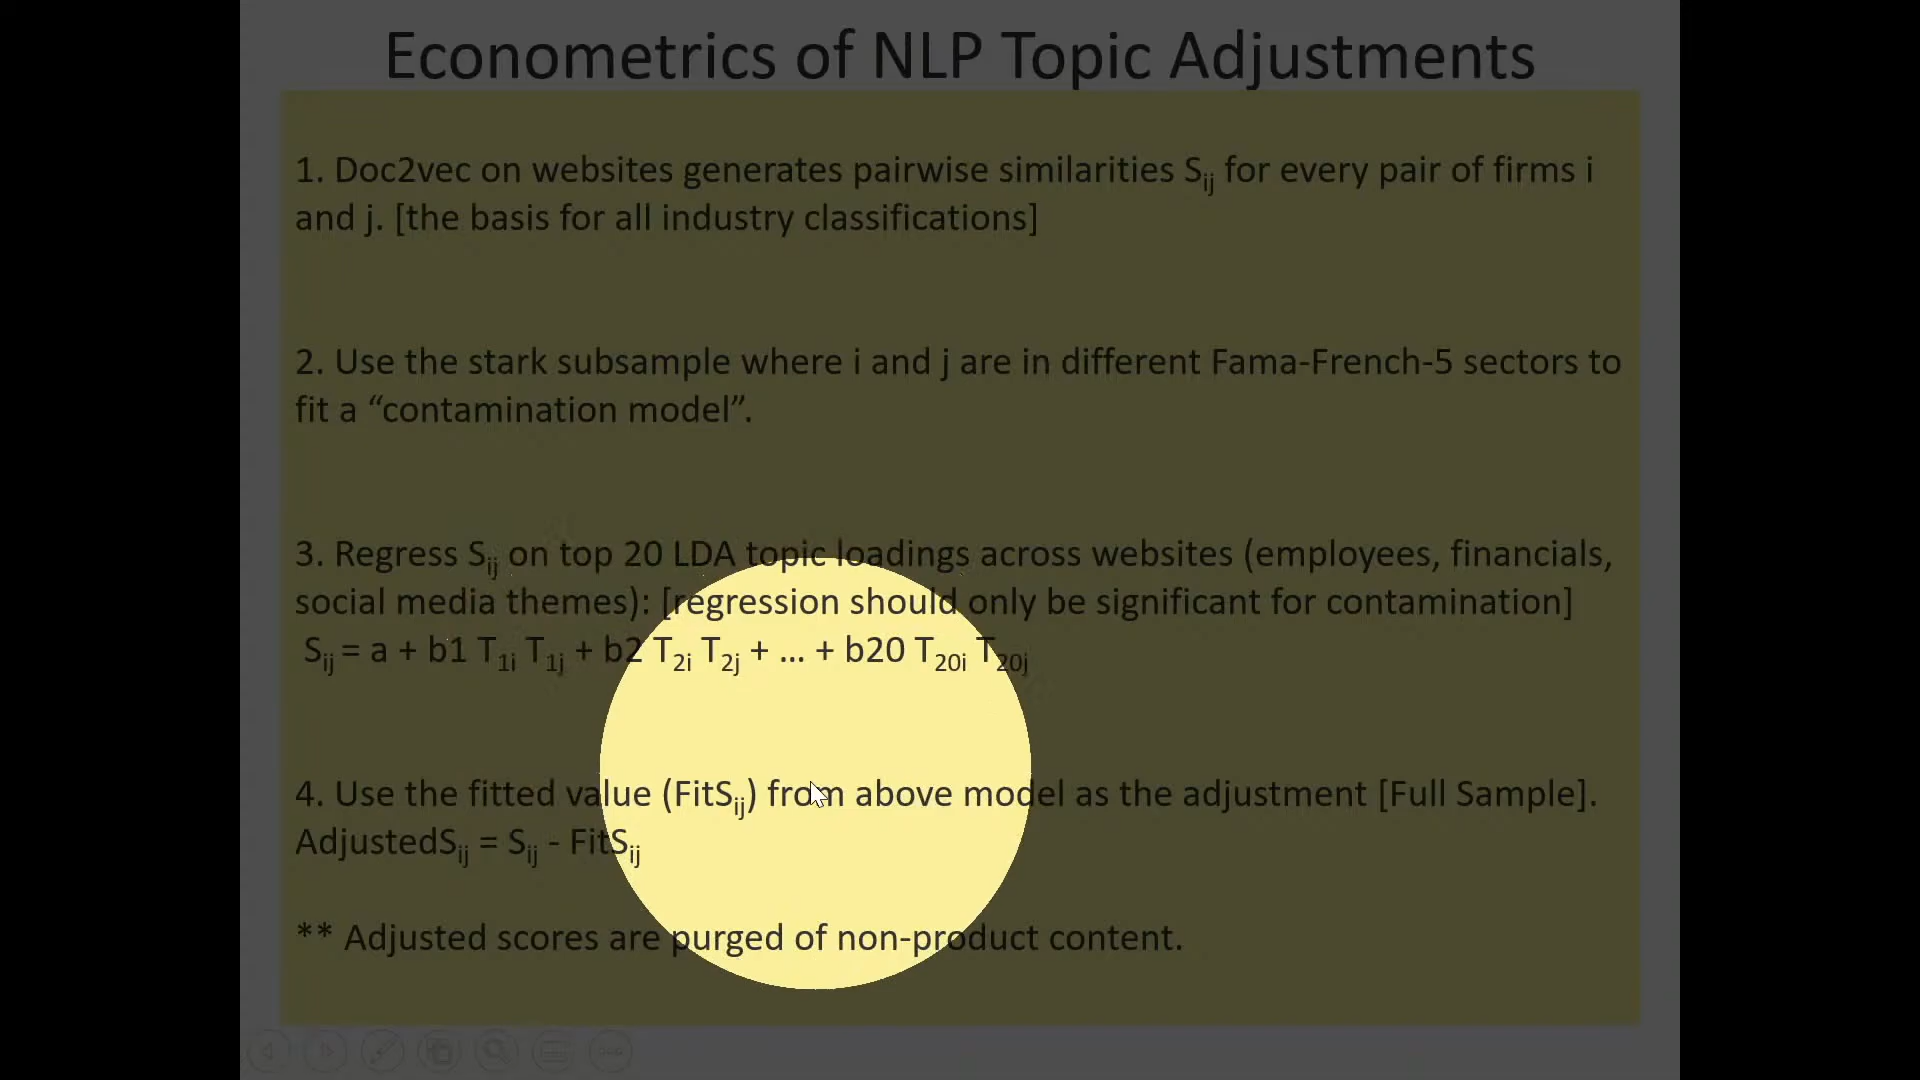 Econometrics of NLP Topic Adjustments
1. Doc2vec on websites generates pairwise similarities Sij for every pair of firms i
and j. [the basis for all industry classifications]
2. Use the stark subsample where i and j are in different Fama-French-5 sectors to
fit a “contamination model”.
3. Regress Sij on top 20 LDA topic loadings across websites (employees, financials,
social media themes): [regression should only be significant for contamination]
Sij = a + b1 T1i T1j + b2 T2i T2j + ... + b20 T20i T20j
4. Use the fitted value (FitSij) from above model as the adjustment [Full Sample].
AdjustedSij = Sij - FitSij
** Adjusted scores are purged of non-product content.